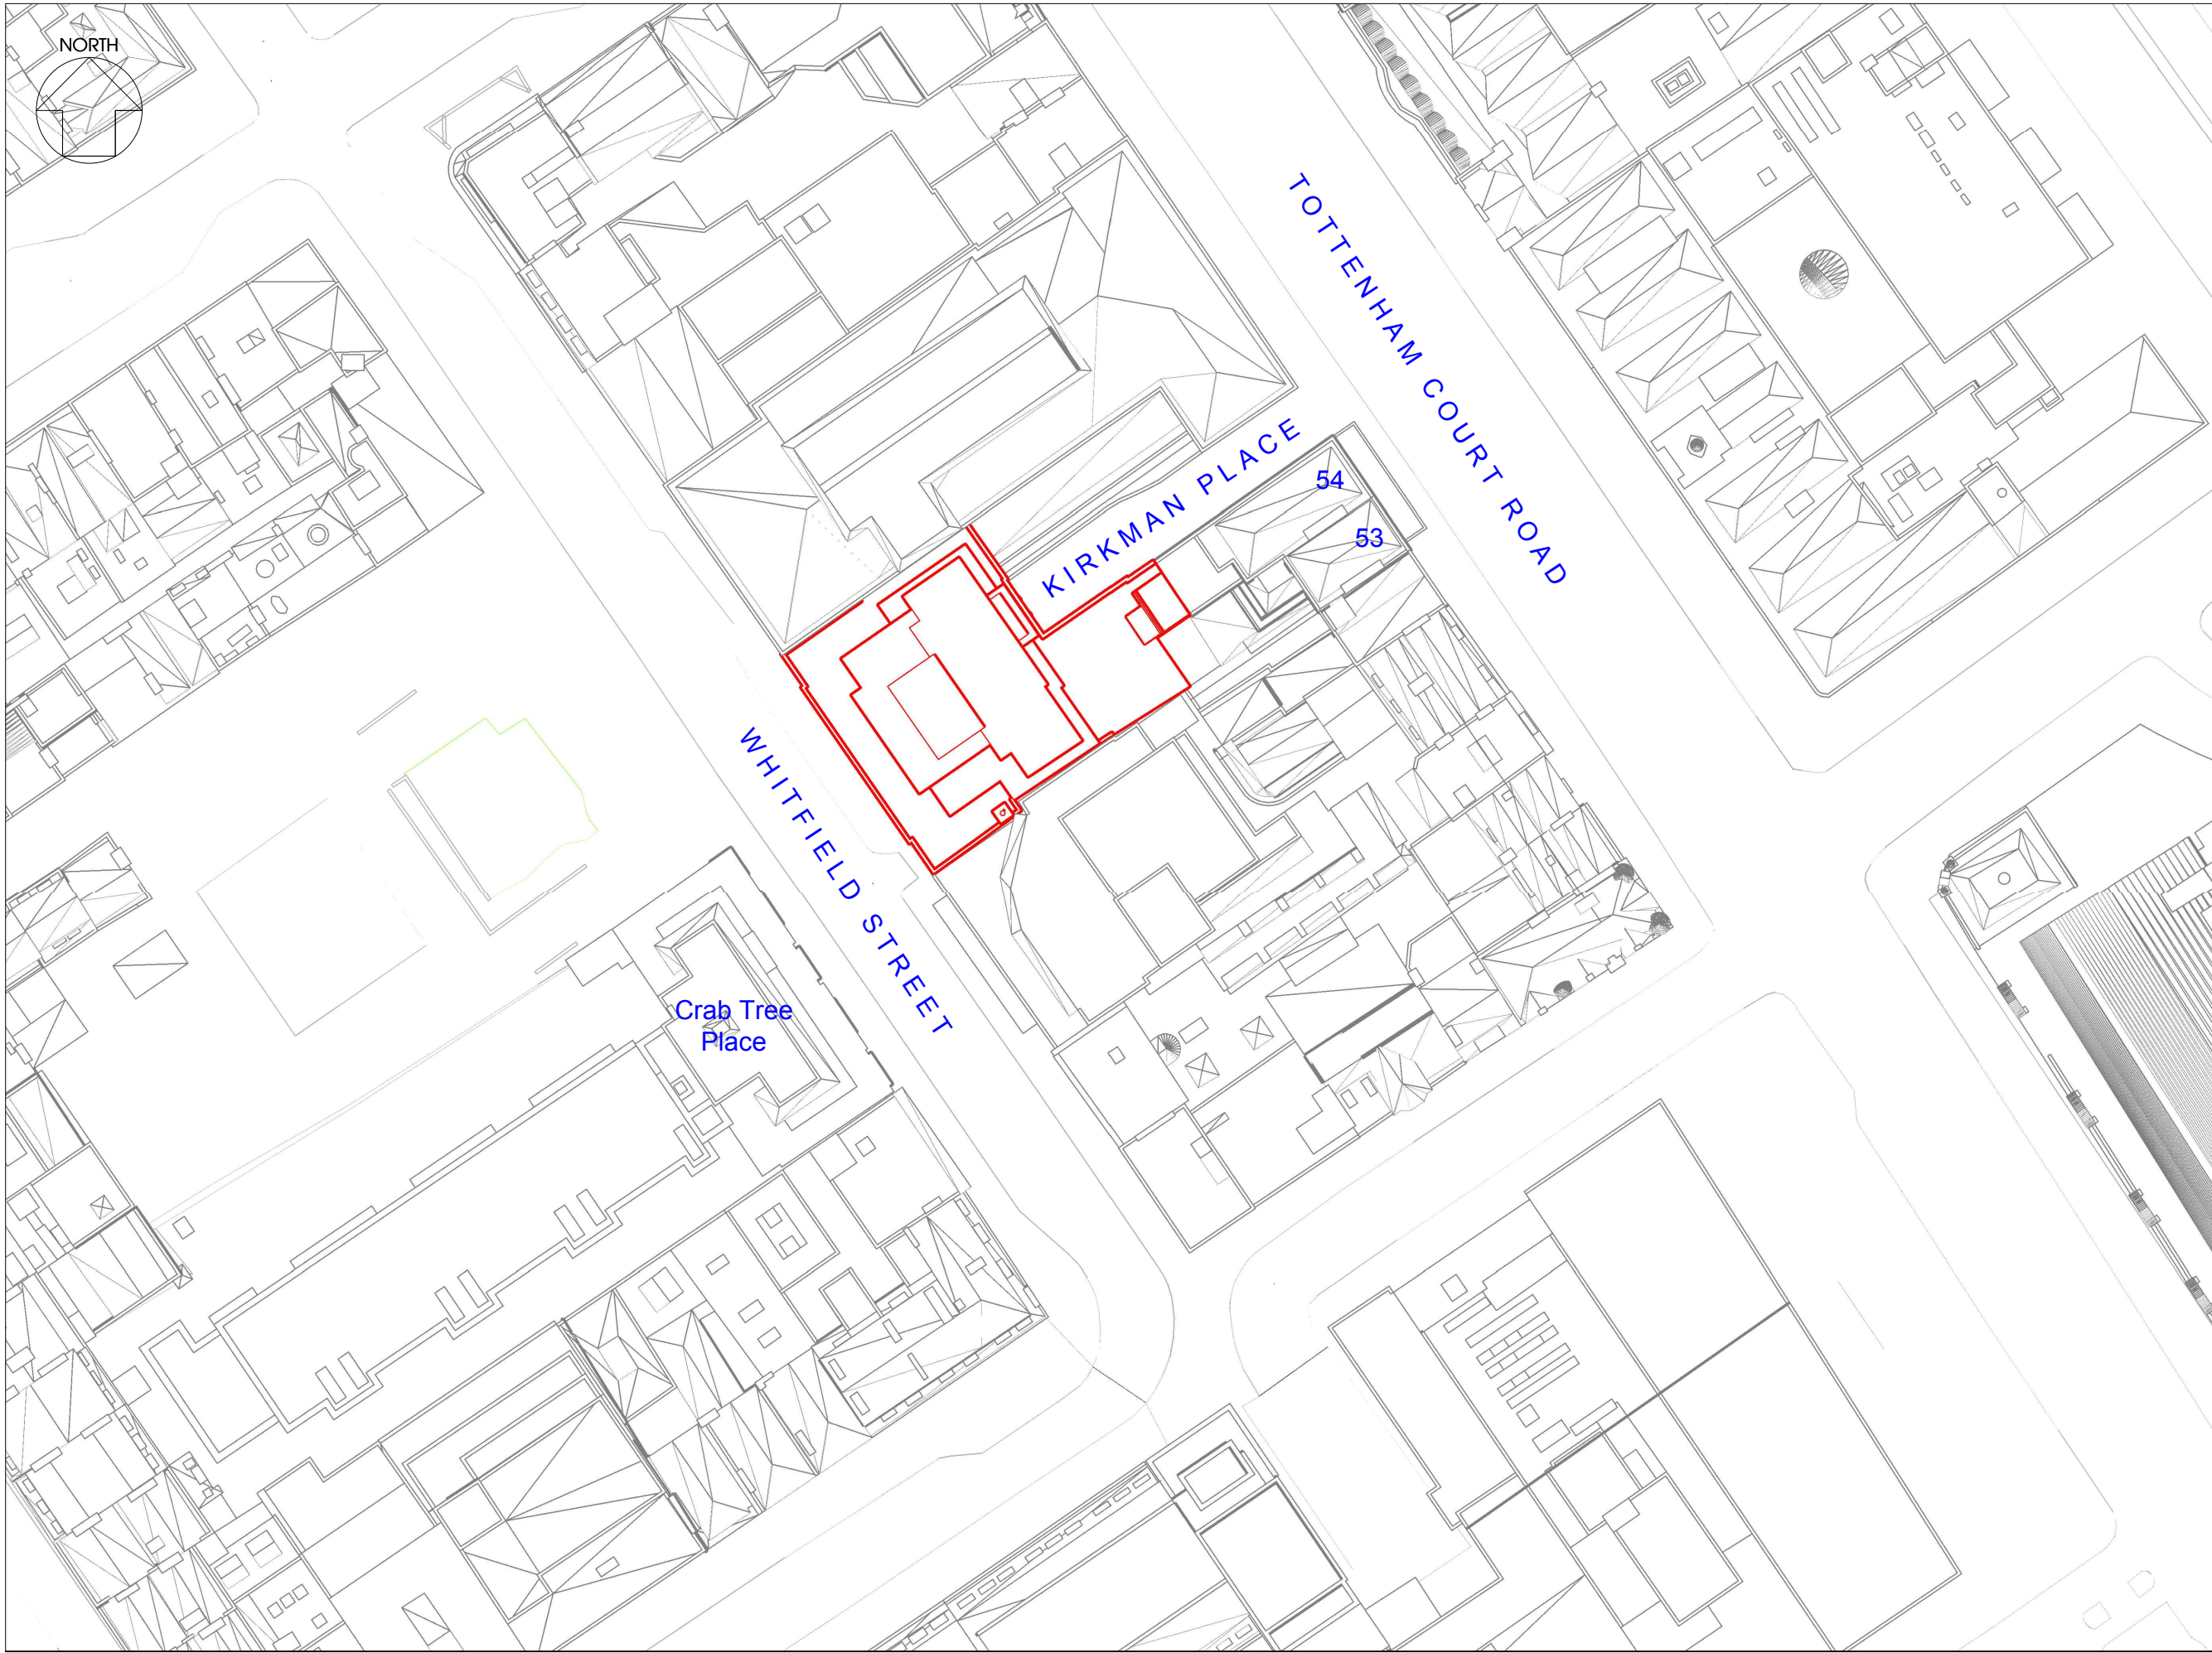 NORTH
TOTTENHAM COURT ROAD
KIRKMAN PLACE
54
53
WHITFIELD STREET
Crab Tree
Place